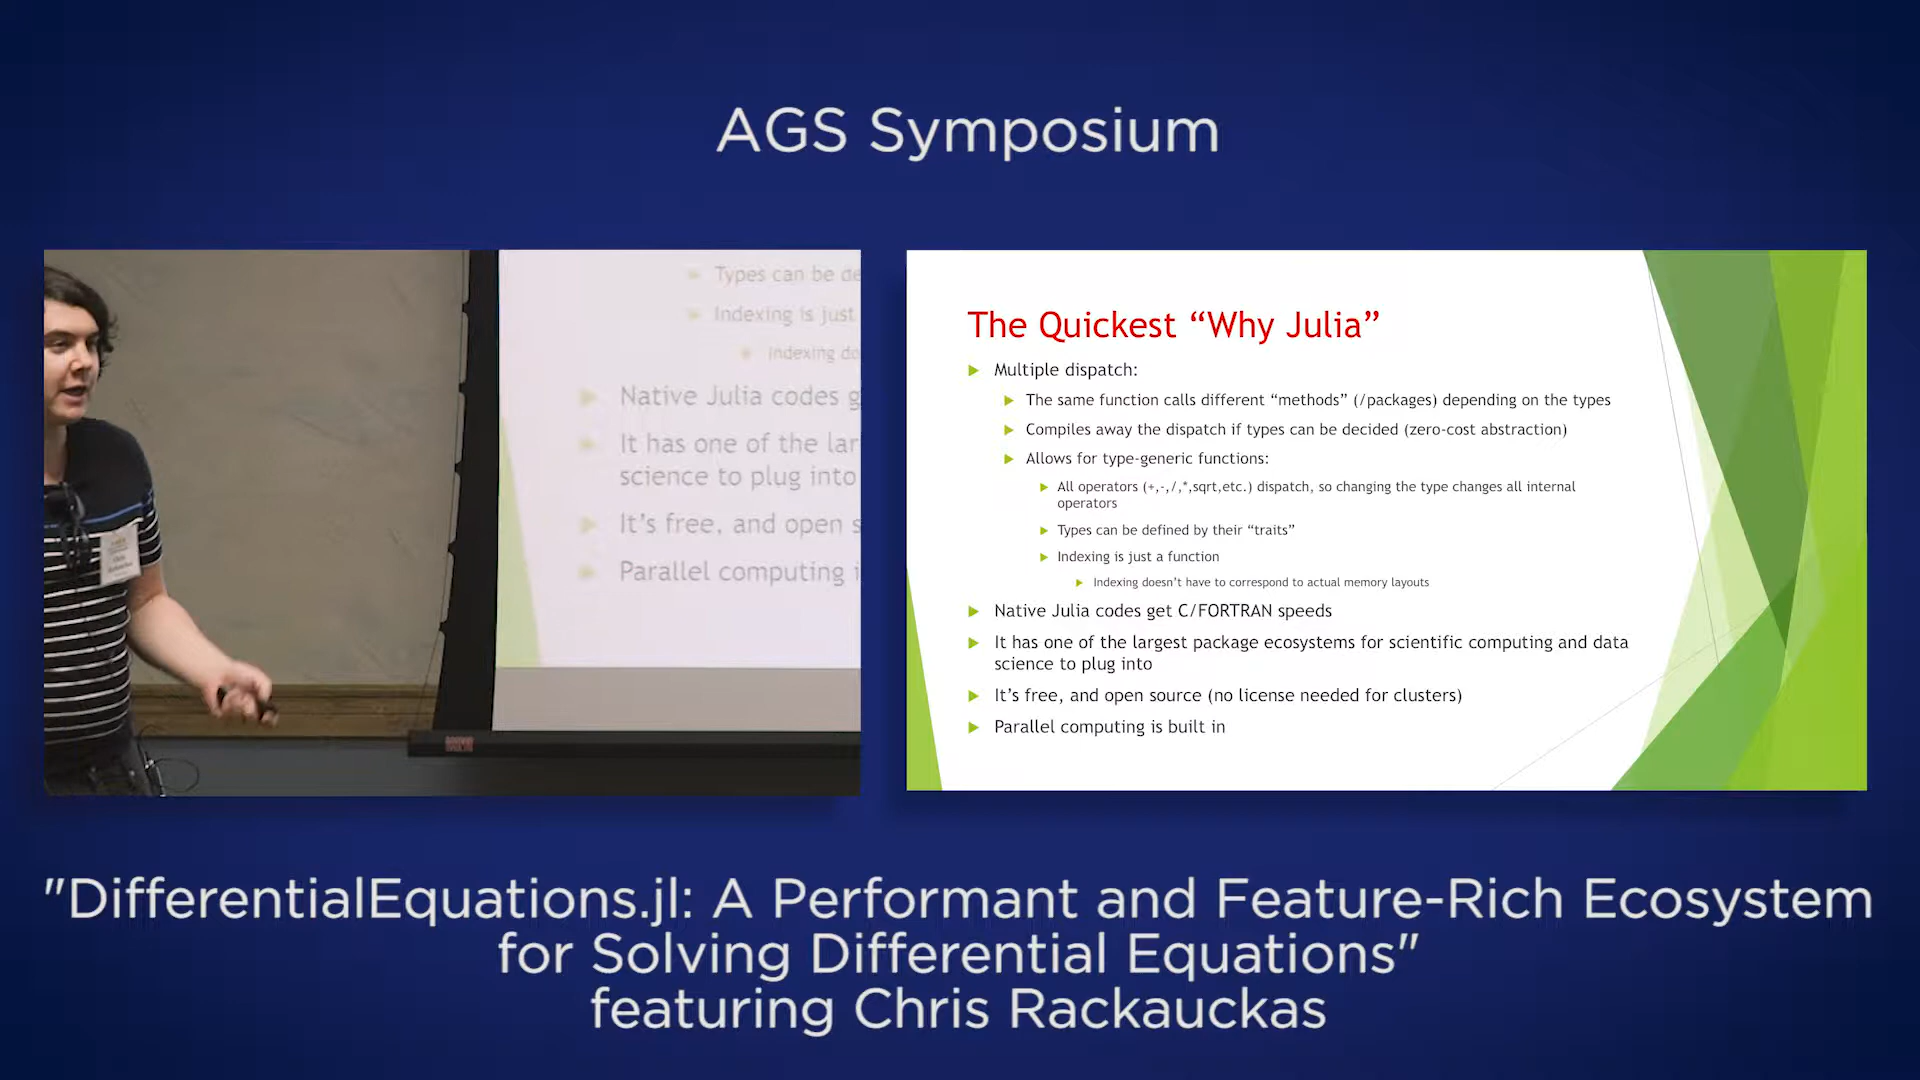 AGS Symposium
Types can be de
Indexing is just
Indexing do
Native Julia codes g
It has one of the lar
science to plug into
It's free, and open s
Parallel computing i
The Quickest “Why Julia”
Multiple dispatch:
The same function calls different “methods” (/packages) depending on the types
Compiles away the dispatch if types can be decided (zero-cost abstraction)
Allows for type-generic functions:
All operators (+,-,/,*,sqrt,etc.) dispatch, so changing the type changes all internal
operators
Types can be defined by their “traits”
Indexing is just a function
Indexing doesn't have to correspond to actual memory layouts
Native Julia codes get C/FORTRAN speeds
It has one of the largest package ecosystems for scientific computing and data
science to plug into
It's free, and open source (no license needed for clusters)
Parallel computing is built in
"DifferentialEquations.jl: A Performant and Feature-Rich Ecosystem
for Solving Differential Equations"
featuring Chris Rackauckas